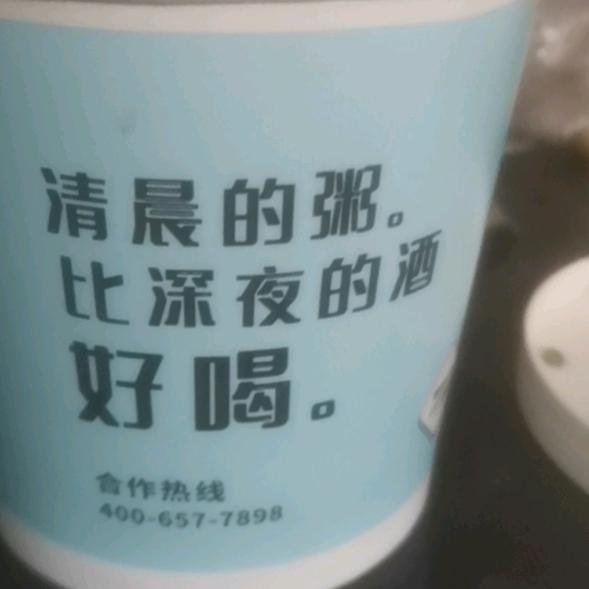 清晨的粥。
比深夜的酒
好喝。
合作热线
400-657-7898